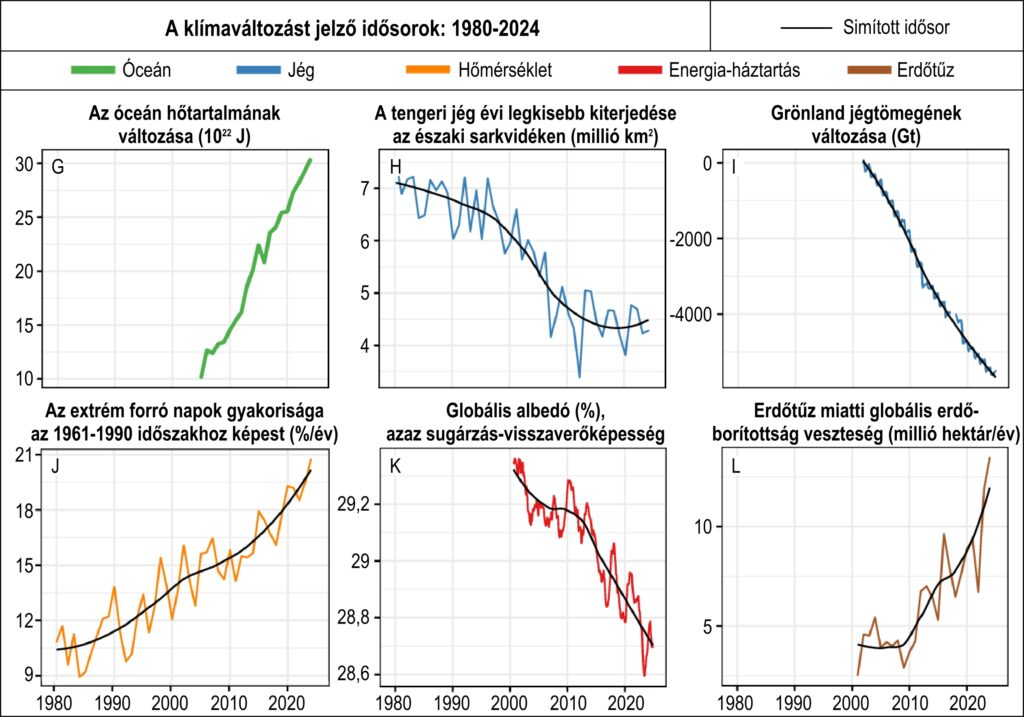 A klímaváltozást jelző idősorok: 1980-2024
Simított idősor
Óceán
Jég
Hőmérséklet
Energia-háztartás
Erdőtűz
Az óceán hőtartalmának
változása (10²² J)
G
30
25
20
15
10
A tengeri jég évi legkisebb kiterjedése
az északi sarkvidéken (millió km²)
H
7
6
5
4
Grönland jégtömegének
változása (Gt)
I
0
-2000
-4000
Az extrém forró napok gyakorisága
az 1961-1990 időszakhoz képest (%/év)
J
21
18
15
12
9
1980 1990 2000 2010 2020
Globális albedó (%),
azaz sugárzás-visszaverőképesség
K
29,2
29
28.8
28.6
1980 1990 2000 2010 2020
Erdőtűz miatti globális erdő-
borítottság veszteség (millió hektár/év)
L
10
5
1980 1990 2000 2010 2020